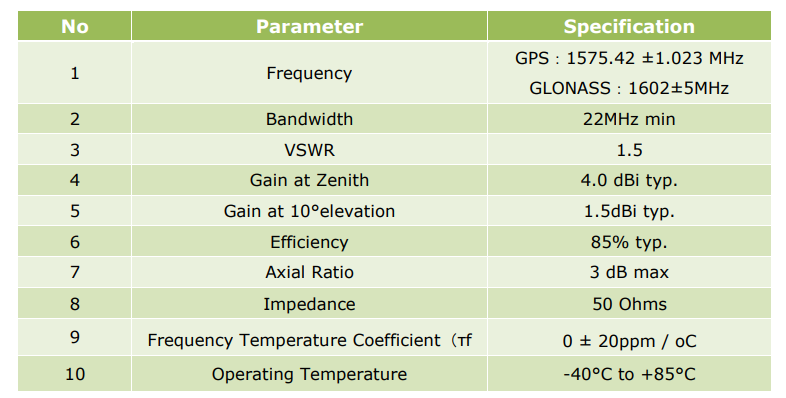 No Parameter Specification
1 Frequency GPS : 1575.42 ±1.023 MHz
GLONASS : 1602±5MHz
2 Bandwidth 22MHz min
3 VSWR 1.5
4 Gain at Zenith 4.0 dBi typ.
5 Gain at 10°elevation 1.5dBi typ.
6 Efficiency 85% typ.
7 Axial Ratio 3 dB max
8 Impedance 50 Ohms
9 Frequency Temperature Coefficient（τf 0 ± 20ppm / oC
10 Operating Temperature -40°C to +85°C